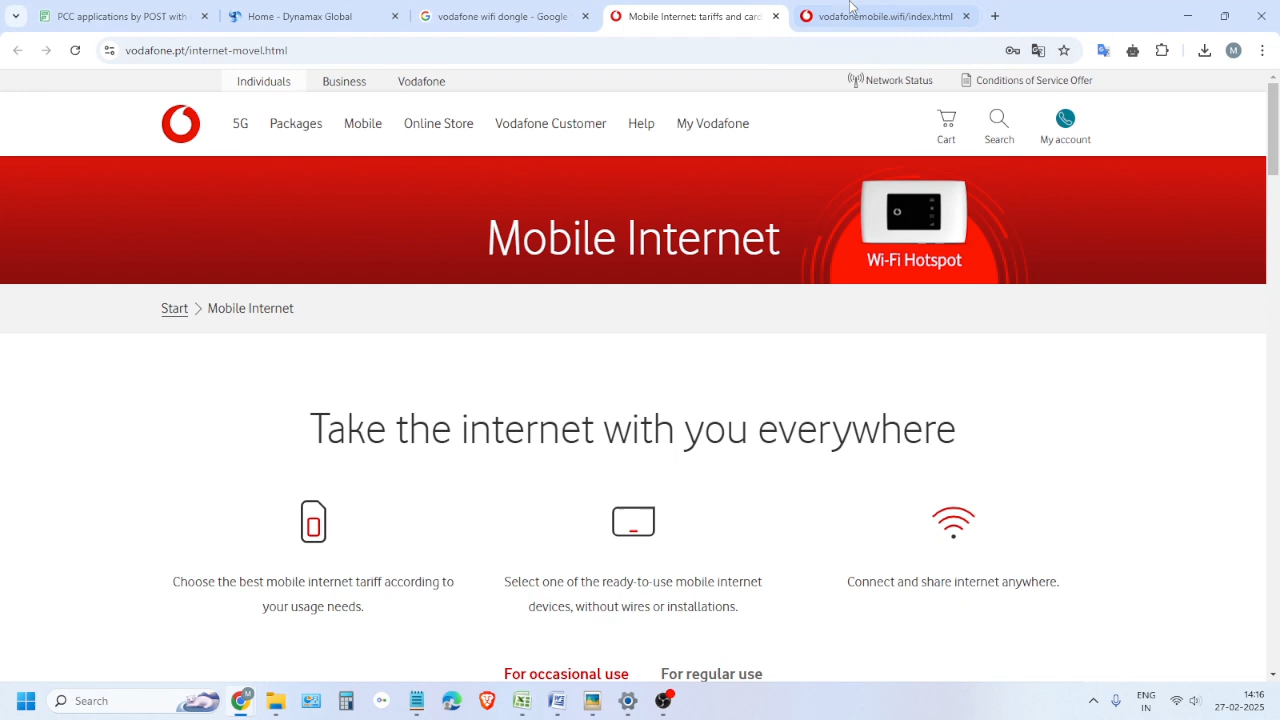 PCC applications by POST with
Home - Dynamax Global
vodafone wifi dongle - Google
Mobile Internet: tariffs and card
vodafonemobile.wifi/index.html
vodafone.pt/internet-movel.html
M
Individuals
Business
Vodafone
Network Status
Conditions of Service Offer
5G
Packages
Mobile
Online Store
Vodafone Customer
Help
My Vodafone
Cart
Search
My account
Mobile Internet
Wi-Fi Hotspot
Start > Mobile Internet
Take the internet with you everywhere
Choose the best mobile internet tariff according to
your usage needs.
Select one of the ready-to-use mobile internet
devices, without wires or installations.
Connect and share internet anywhere.
For occasional use
For regular use
Search
M
ENG
IN
14:16
27-02-2025